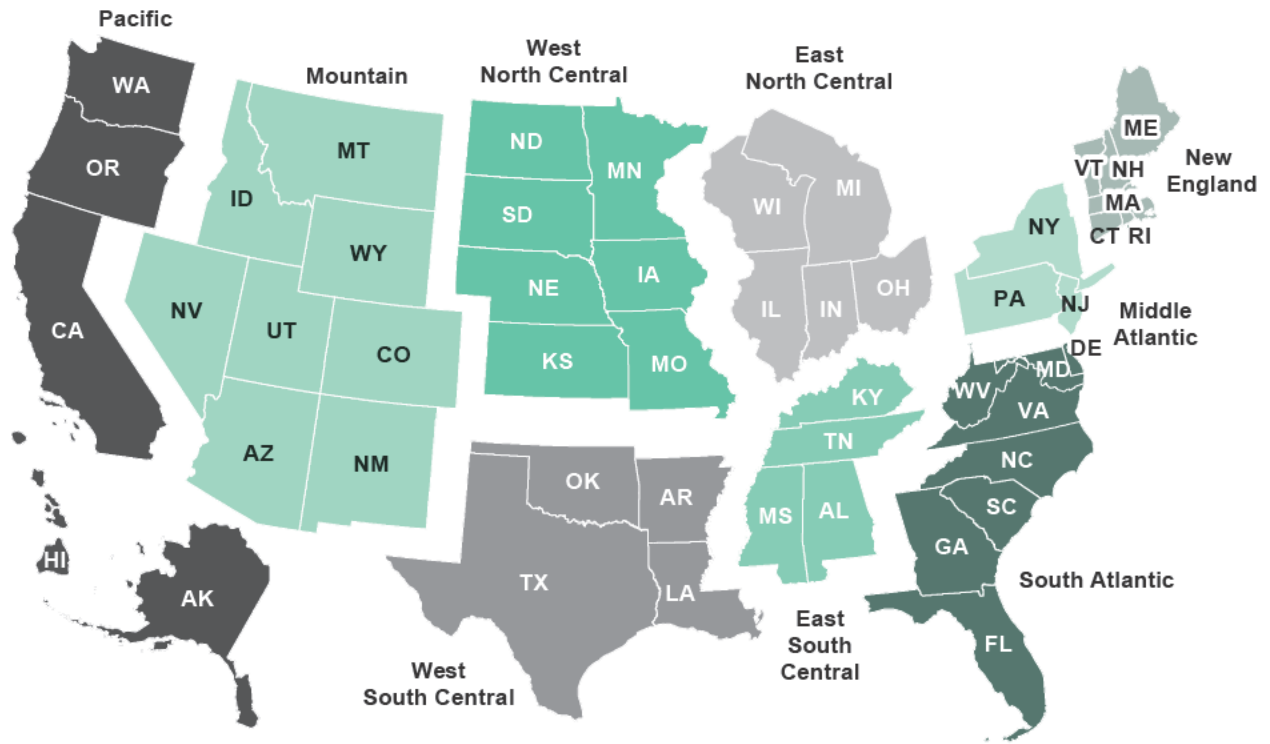 Pacific
WA
OR
CA
HI
AK
Mountain
MT
ID
WY
NV
UT
CO
AZ
NM
West
North Central
ND
MN
SD
IA
NE
KS
MO
West
South Central
OK
AR
TX
LA
East
North Central
WI
MI
IL
IN
OH
East
South
Central
KY
TN
MS
AL
New
England
ME
VT
NH
MA
CT
RI
Middle
Atlantic
NY
PA
NJ
South Atlantic
DE
MD
WV
VA
NC
SC
GA
FL